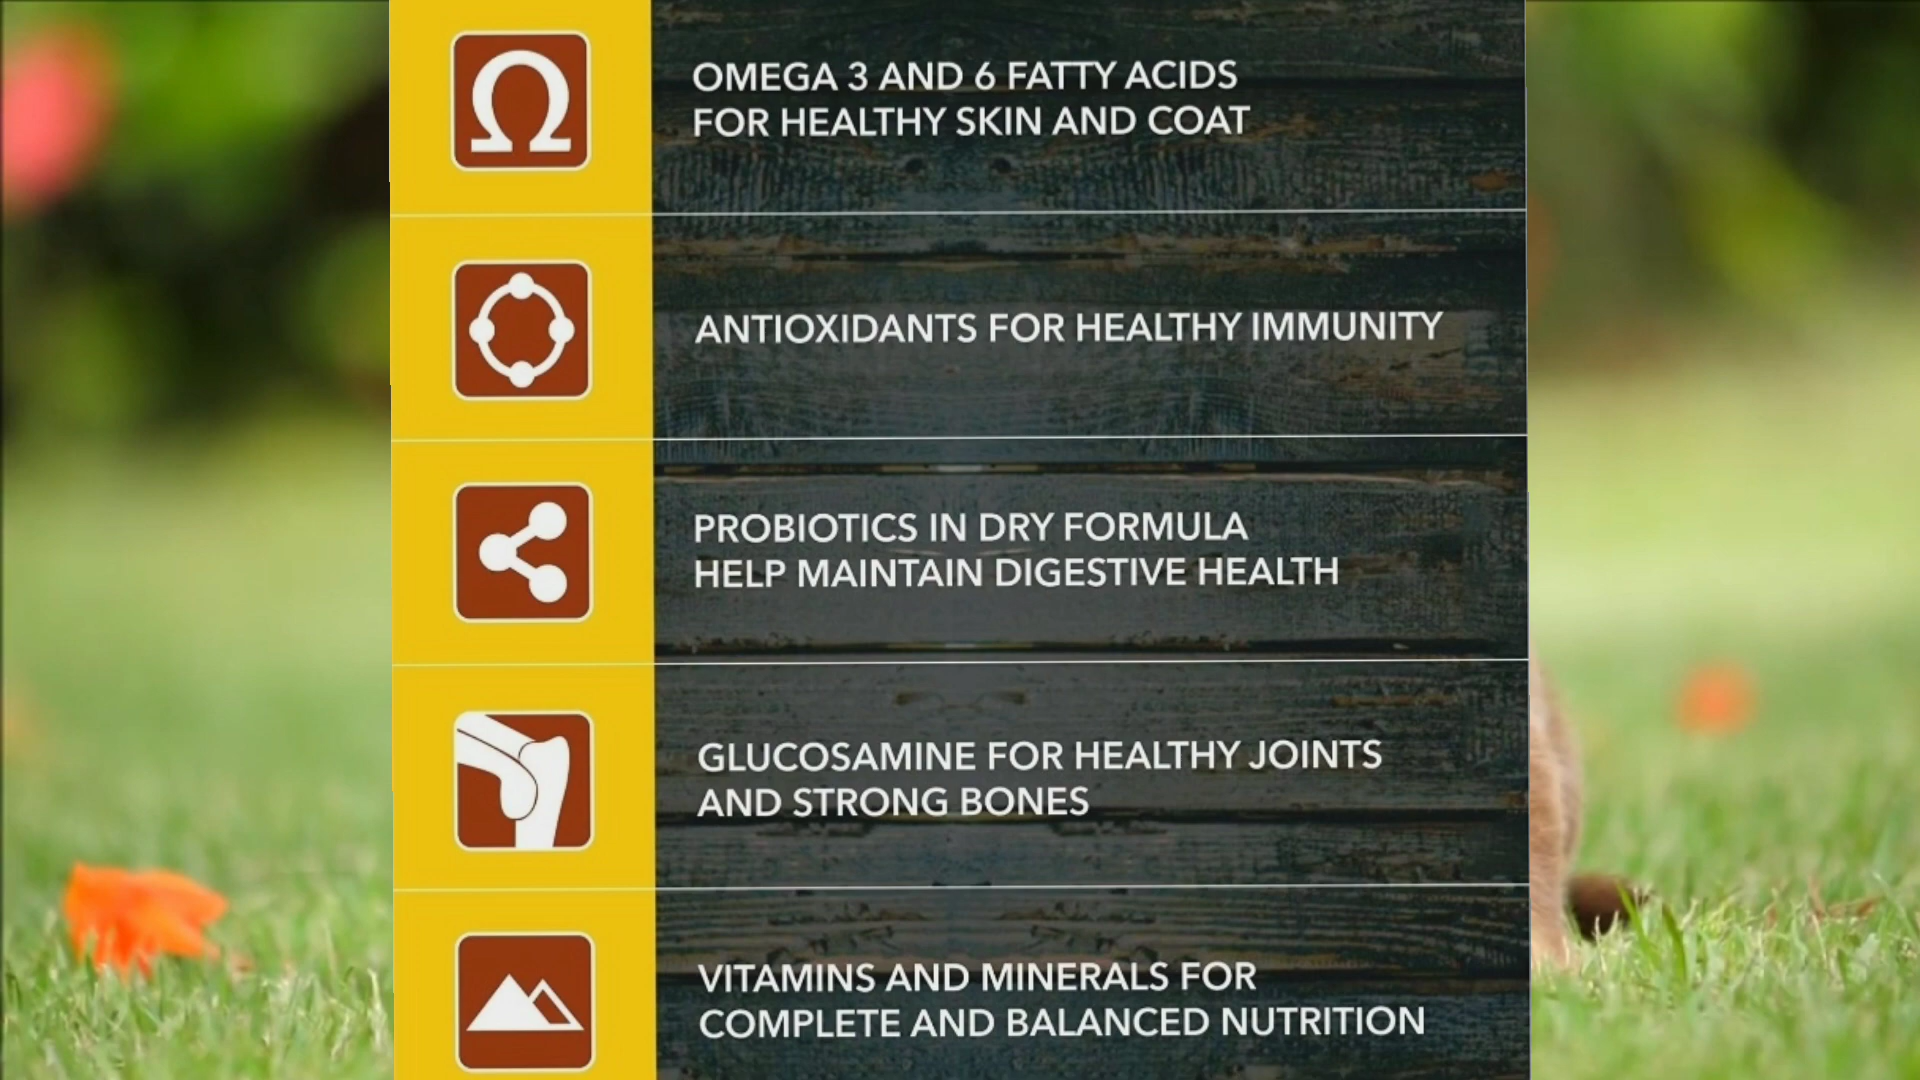 OMEGA 3 AND 6 FATTY ACIDS
FOR HEALTHY SKIN AND COAT
ANTIOXIDANTS FOR HEALTHY IMMUNITY
PROBIOTICS IN DRY FORMULA
HELP MAINTAIN DIGESTIVE HEALTH
GLUCOSAMINE FOR HEALTHY JOINTS
AND STRONG BONES
VITAMINS AND MINERALS FOR
COMPLETE AND BALANCED NUTRITION